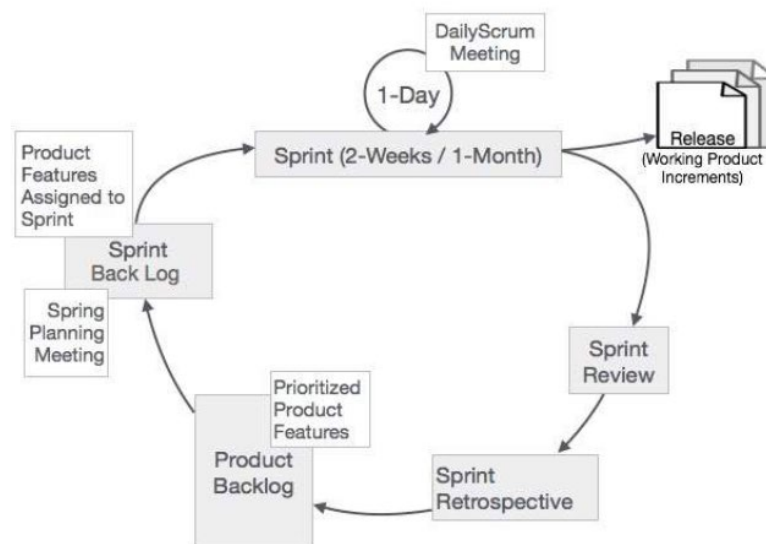 DailyScrum
Meeting
1-Day
Sprint (2-Weeks / 1-Month)
Release
(Working Product
Increments)
Product
Features
Assigned to
Sprint
Sprint
Back Log
Spring
Planning
Meeting
Sprint
Review
Prioritized
Product
Features
Product
Backlog
Sprint
Retrospective